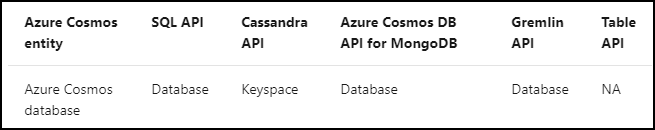 Azure Cosmos SQL API Cassandra Azure Cosmos DB Gremlin Table
entity API API for MongoDB API API
Azure Cosmos Database Keyspace Database Database NA
database